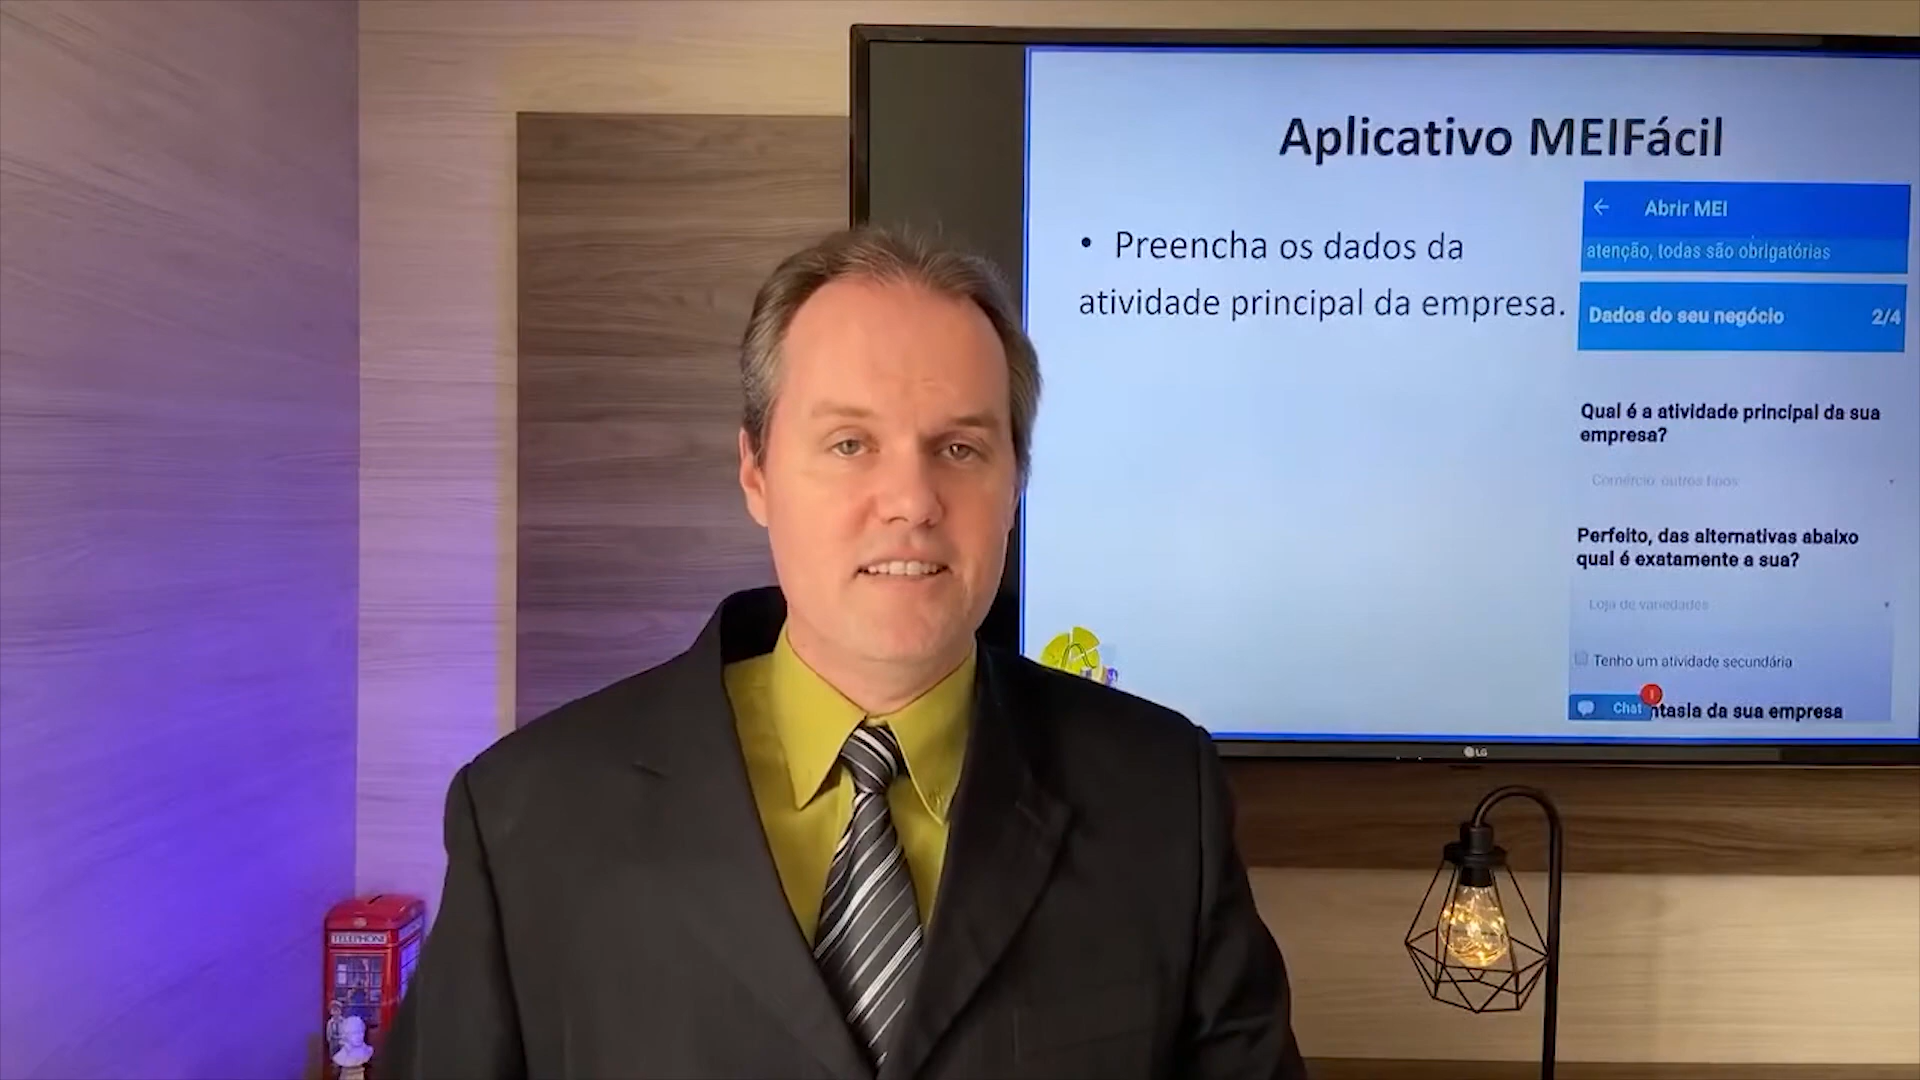 Aplicativo MEIFácil
• Preencha os dados da
atividade principal da empresa.
Abrir MEI
atenção, todas são obrigatórias
Dados do seu negócio 2/4
Qual é a atividade principal da sua
empresa?
Comércio: outros tipos
Perfeito, das alternativas abaixo
qual é exatamente a sua?
Loja de variedades
Tenho um atividade secundária
Chat
!
ntasia da sua empresa
LG
TELEPHONE